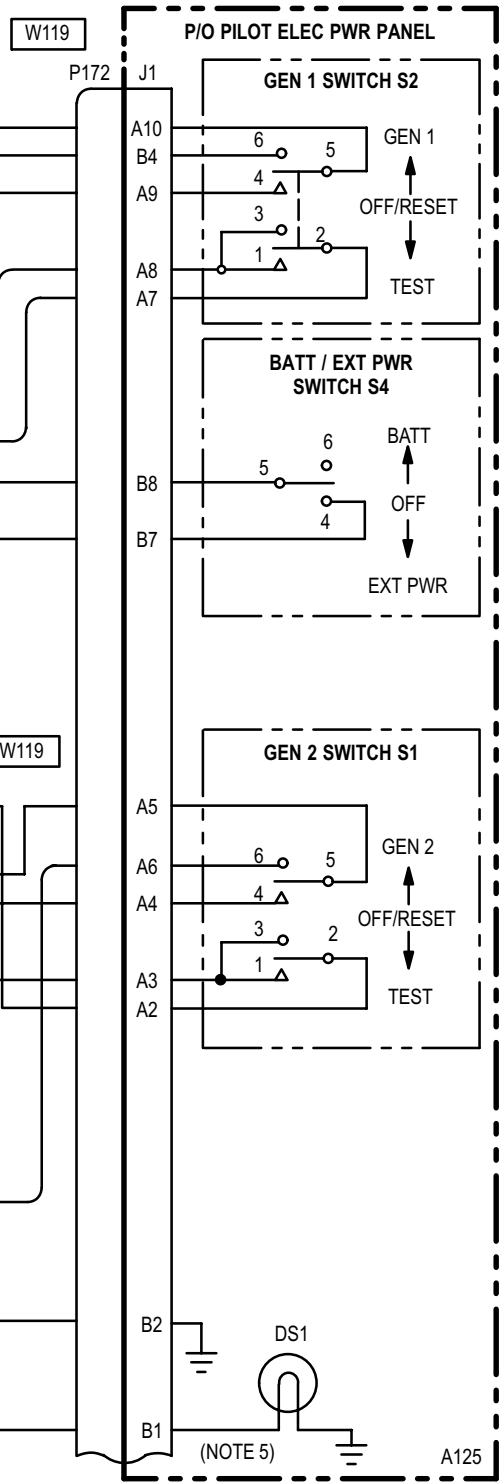 W119
P/O PILOT ELEC PWR PANEL
P172 J1
GEN 1 SWITCH S2
A10
B4
A9
A8
A7
6
5
4
3
2
1
GEN 1
OFF/RESET
TEST
BATT / EXT PWR
SWITCH S4
B8
B7
6
5
4
BATT
OFF
EXT PWR
W119
GEN 2 SWITCH S1
A5
A6
A4
A3
A2
6
5
4
3
2
1
GEN 2
OFF/RESET
TEST
B2
DS1
B1
(NOTE 5)
A125